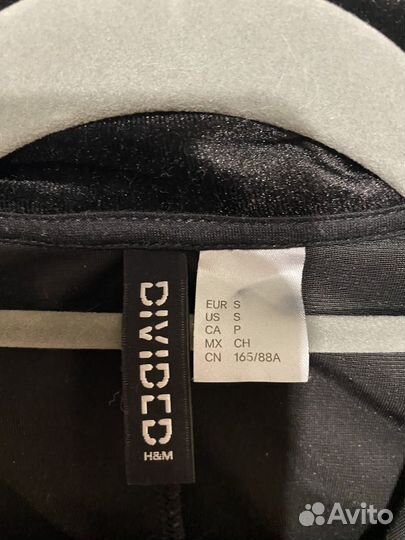 DIVIDED
H&M
EUR S
US S
CA P
MX CH
CN 165/88A
Avito